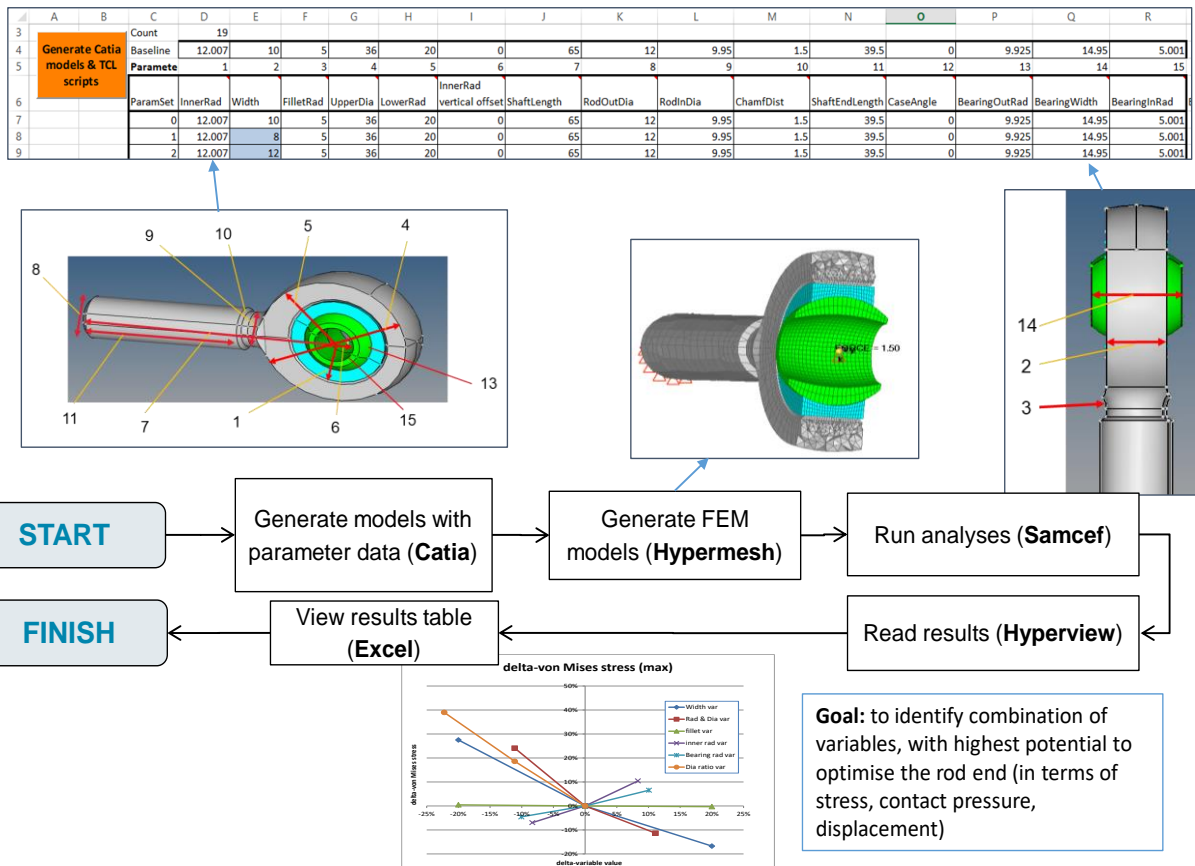 A B C D E F G H I J K L M N O P Q R
3 Count 19
4 Baseline 12.007 10 5 36 20 0 65 12 9.95 1.5 39.5 0 9.925 14.95 5.001
5 Paramete 1 2 3 4 5 6 7 8 9 10 11 12 13 14 15
Generate Catia
models & TCL
scripts
InnerRad
6 ParamSet InnerRad Width FilletRad UpperDia LowerRad vertical offset ShaftLength RodOutDia RodInDia ChamfDist ShaftEndLength CaseAngle BearingOutRad BearingWidth BearingInRad
7 0 12.007 10 5 36 20 0 65 12 9.95 1.5 39.5 0 9.925 14.95 5.001
8 1 12.007 8 5 36 20 0 65 12 9.95 1.5 39.5 0 9.925 14.95 5.001
9 2 12.007 12 5 36 20 0 65 12 9.95 1.5 39.5 0 9.925 14.95 5.001
9 10 5 4
8
13
11 7 1 6 15
FORCE = 1.50
14
2
3
START
Generate models with
parameter data (Catia)
Generate FEM
models (Hypermesh)
Run analyses (Samcef)
FINISH
View results table
(Excel)
Read results (Hyperview)
delta-von Mises stress (max)
50%
40%
30%
20%
10%
0%
-10%
-20%
-25% -20% -15% -10% -5% 0% 5% 10% 15% 20% 25%
delta-von Mises stress
delta-variable value
Width var
Rad & Dia var
fillet var
inner rad var
Bearing rad var
Dia ratio var
Goal: to identify combination of
variables, with highest potential to
optimise the rod end (in terms of
stress, contact pressure,
displacement)